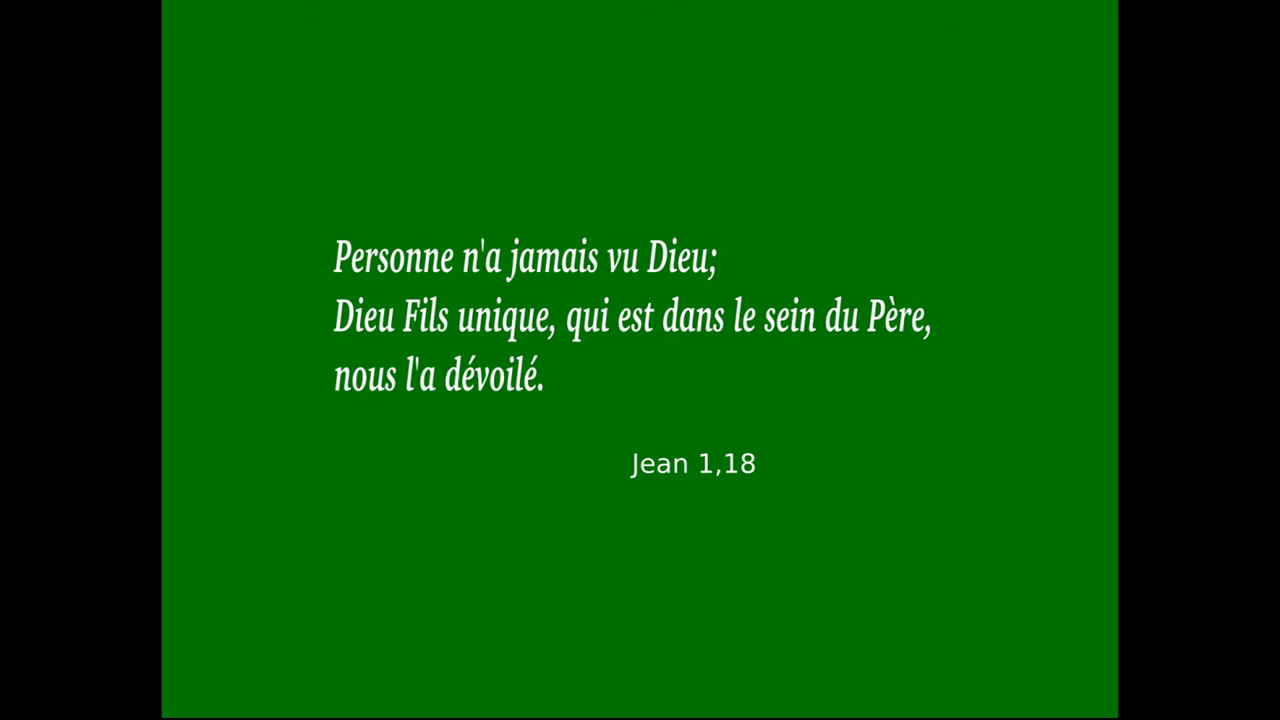 Personne n'a jamais vu Dieu;
Dieu Fils unique, qui est dans le sein du Père,
nous l'a dévoilé.
Jean 1,18